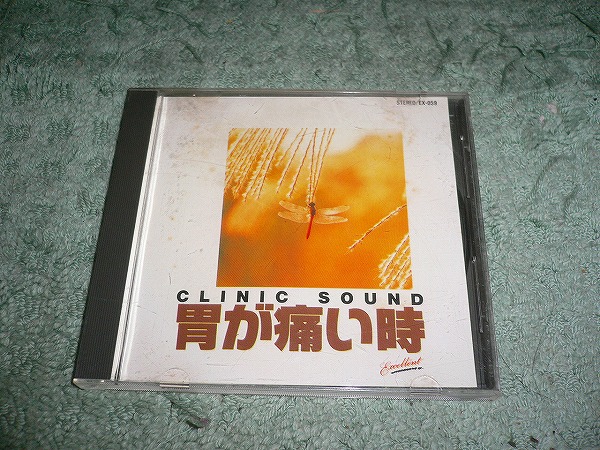 STEREO/EX-059
CLINIC SOUND
胃が痛い時
Excellent